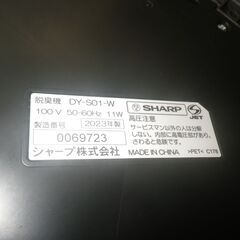 脱臭機 DY-S01-W
100V 50-60Hz 11W
2023年製
製造番号
0069723
シャープ株式会社
SHARP
JET
高圧注意
サービスマン以外の人は分解し
ない。内部に高電圧部があり、
さわると危険です。
MADE IN CHINA >PET< C176